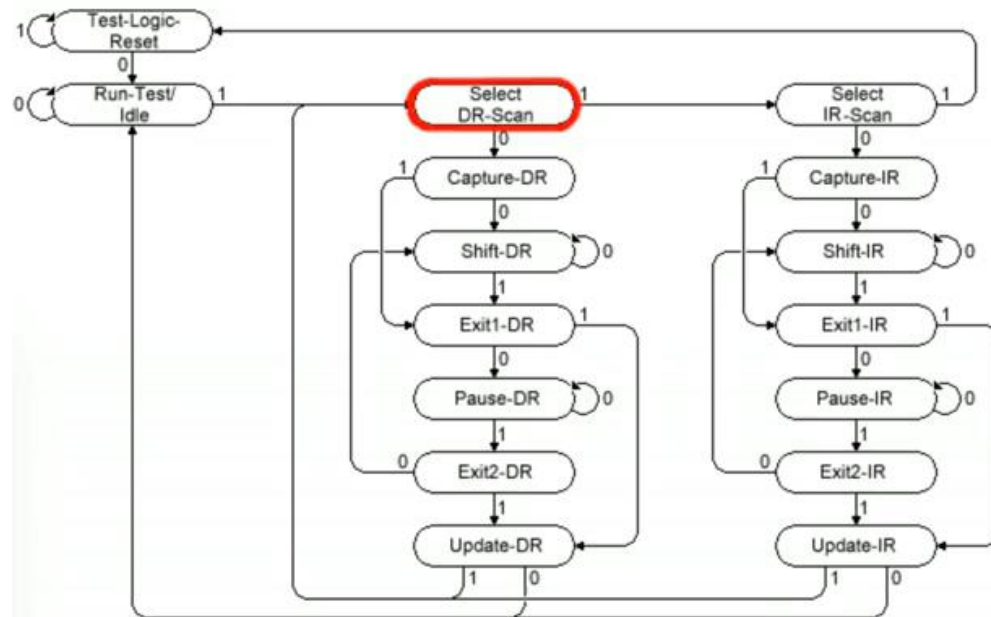 Test-Logic-
Reset
1
0
Run-Test/
Idle
0
1
Select
DR-Scan
1
0
Select
IR-Scan
1
0
Capture-DR
1
0
Capture-IR
1
0
Shift-DR
0
1
Shift-IR
0
1
Exit1-DR
1
0
Exit1-IR
1
0
Pause-DR
0
1
Pause-IR
0
1
Exit2-DR
0
1
Exit2-IR
0
1
Update-DR
1
0
Update-IR
1
0